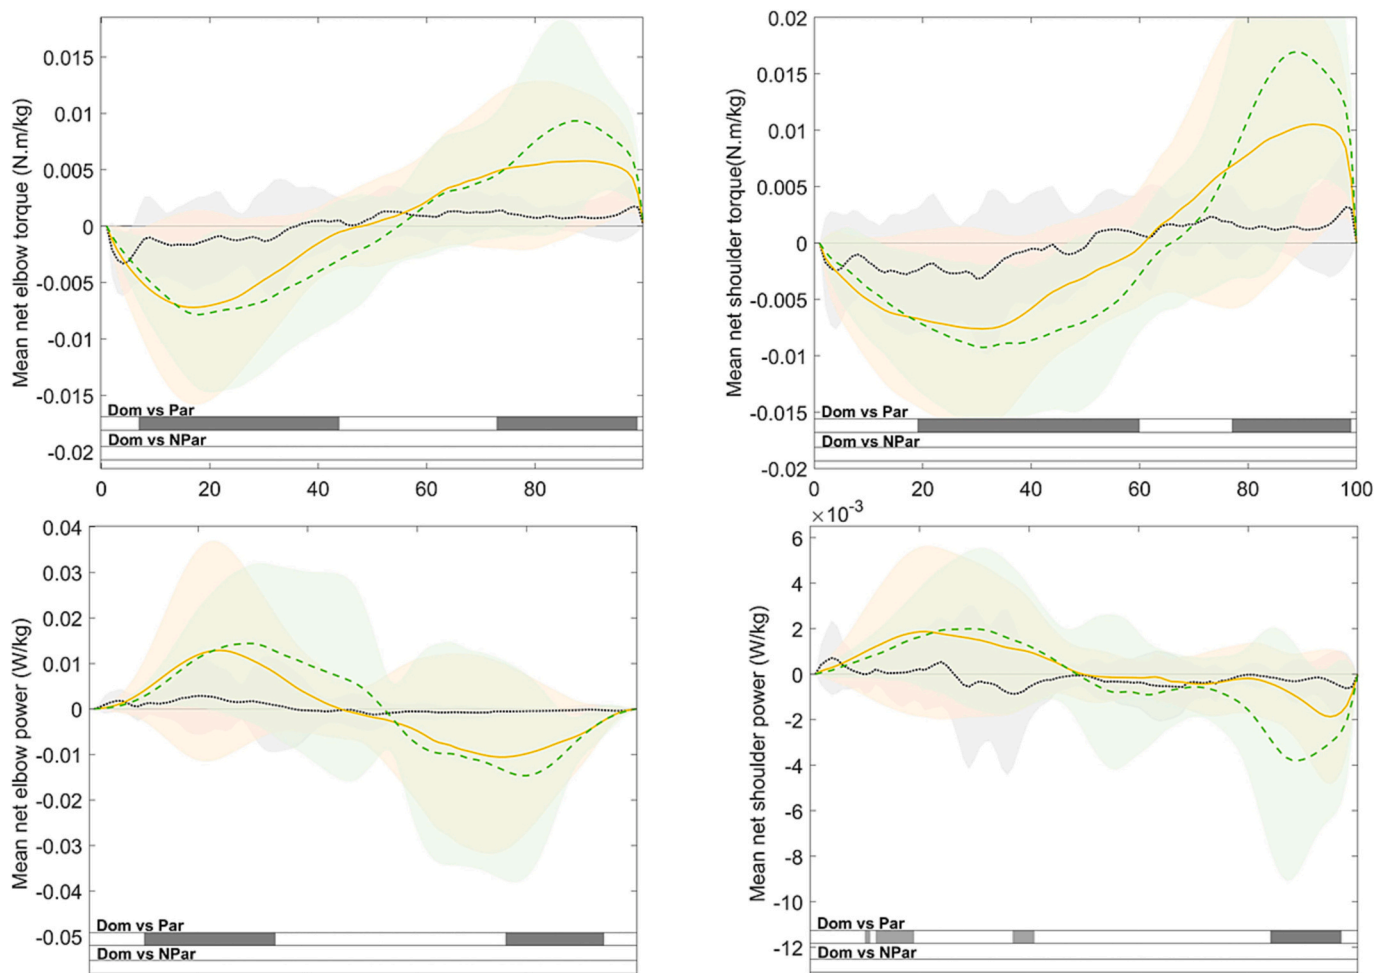 Mean net elbow torque (N.m/kg)
0.015
0.01
0.005
0
-0.005
-0.01
-0.015
-0.02
Dom vs Par
Dom vs NPar
0 20 40 60 80
Mean net shoulder torque(N.m/kg)
0.02
0.015
0.01
0.005
0
-0.005
-0.01
-0.015
-0.02
Dom vs Par
Dom vs NPar
0 20 40 60 80 100
Mean net elbow power (W/kg)
0.04
0.03
0.02
0.01
0
-0.01
-0.02
-0.03
-0.04
-0.05
Dom vs Par
Dom vs NPar
×10-3
Mean net shoulder power (W/kg)
6
4
2
0
-2
-4
-6
-8
-10
-12
Dom vs Par
Dom vs NPar